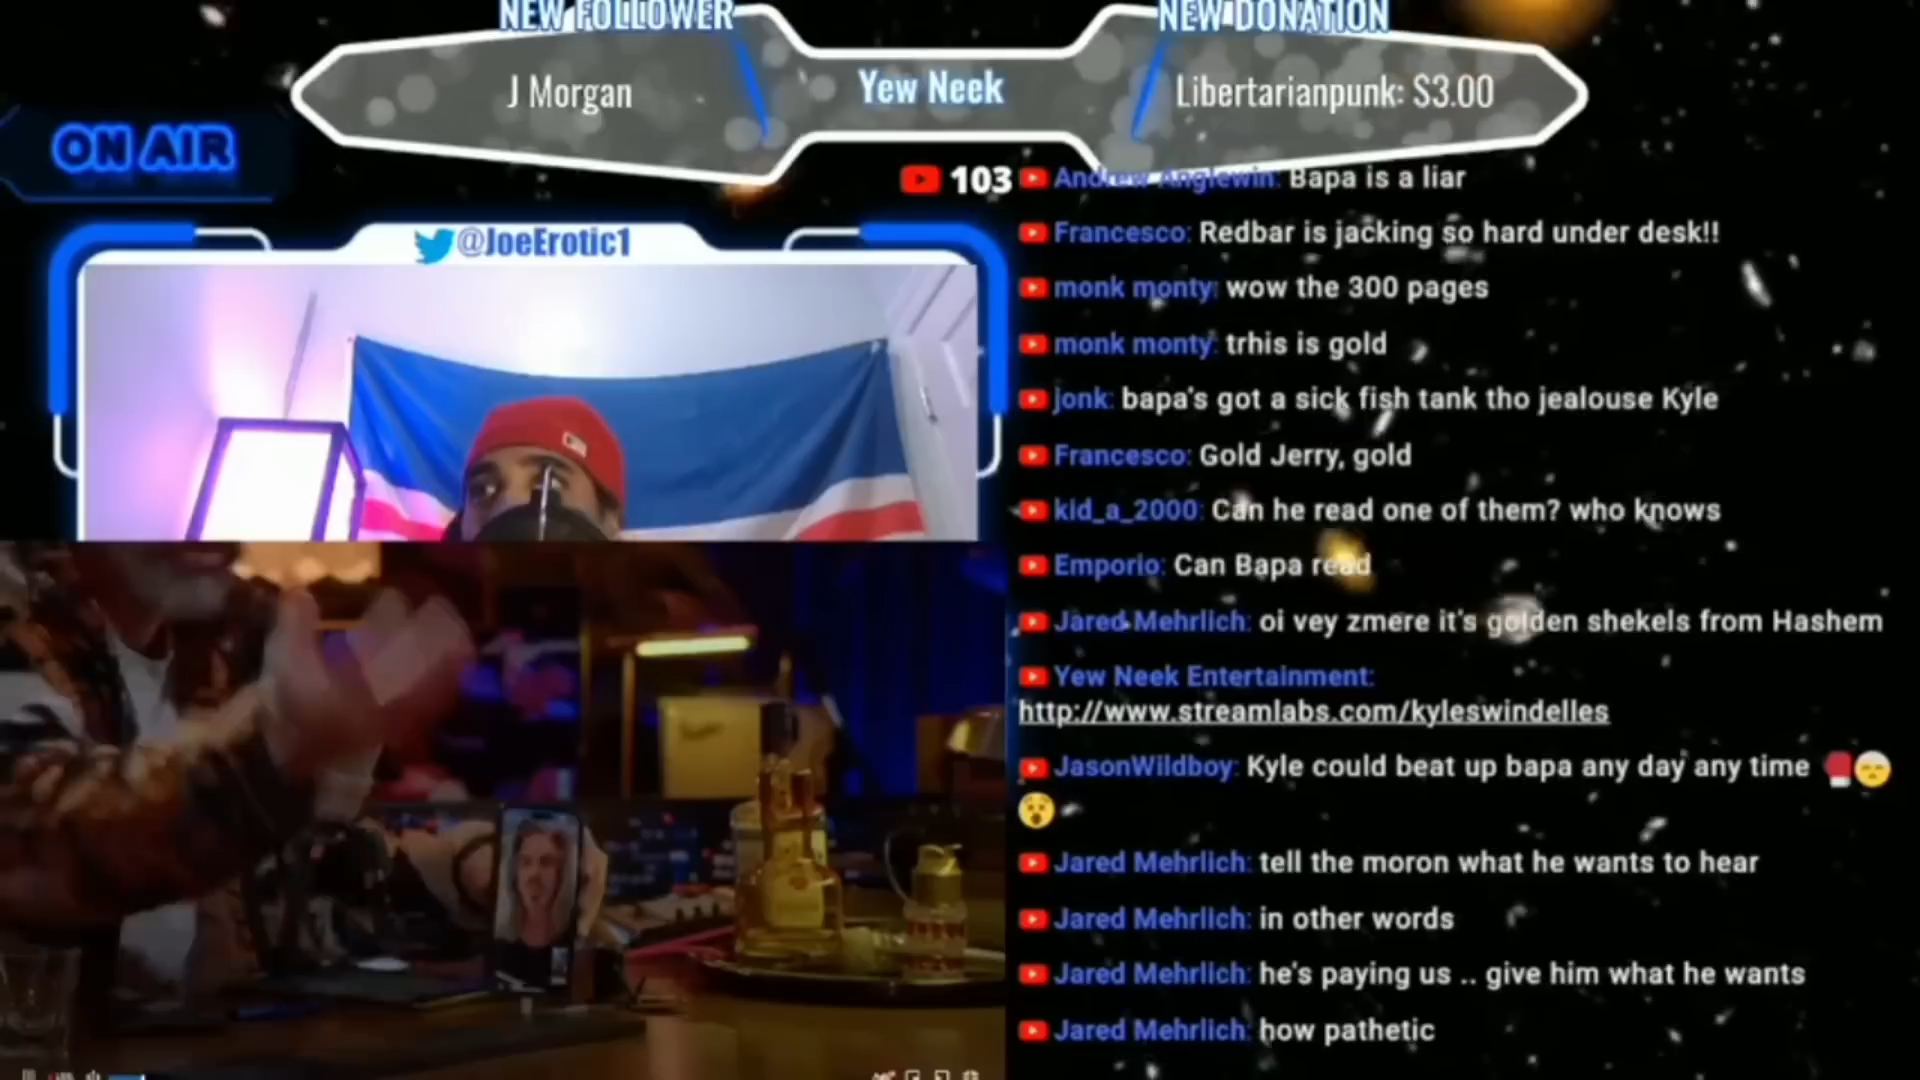 NEW FOLLOWER
NEW DONATION
J Morgan
Yew Neek
Libertarianpunk: $3.00
ON AIR
103
@JoeErotic1
Andrew Anglewin: Bapa is a liar
Francesco: Redbar is jacking so hard under desk!!
monk monty: wow the 300 pages
monk monty: trhis is gold
jonk: bapa's got a sick fish tank tho jealouse Kyle
Francesco: Gold Jerry, gold
kid_a_2000: Can he read one of them? who knows
Emporio: Can Bapa read
Jared Mehrlich: oi vey zmere it's golden shekels from Hashem
Yew Neek Entertainment:
http://www.streamlabs.com/kyleswindelles
JasonWildboy: Kyle could beat up bapa any day any time
Jared Mehrlich: tell the moron what he wants to hear
Jared Mehrlich: in other words
Jared Mehrlich: he's paying us .. give him what he wants
Jared Mehrlich: how pathetic